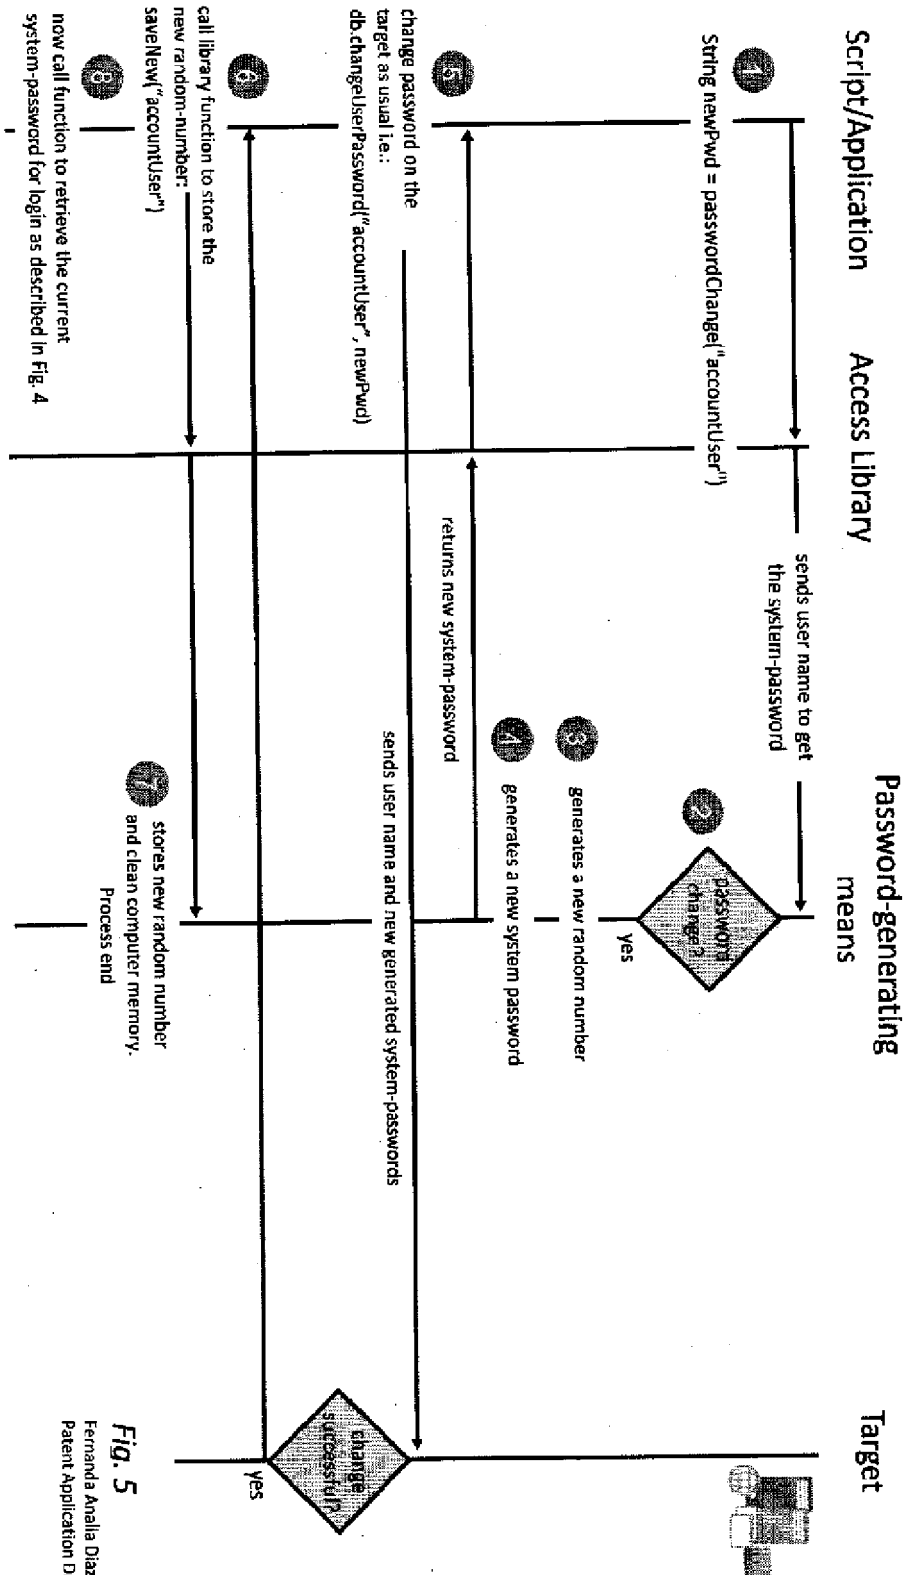 Script/Application
Access Library
Password-generating
means
Target
1
String newPwd = passwordChange("accountUser")
sends user name to get
the system-password
2
password
change?
yes
3
generates a new random number
4
generates a new system password
returns new system-password
5
change password on the
target as usual i.e.:
db.changeUserPassword("accountUser", newPwd)
sends user name and new generated system-passwords
change
successful?
yes
6
call library function to store the
new random-number:
saveNew("accountUser")
7
stores new random number
and clean computer memory.
Process end
8
now call function to retrieve the current
system-password for login as described in Fig. 4
Fig. 5
Fernanda Analia Diaz
Patent Application D